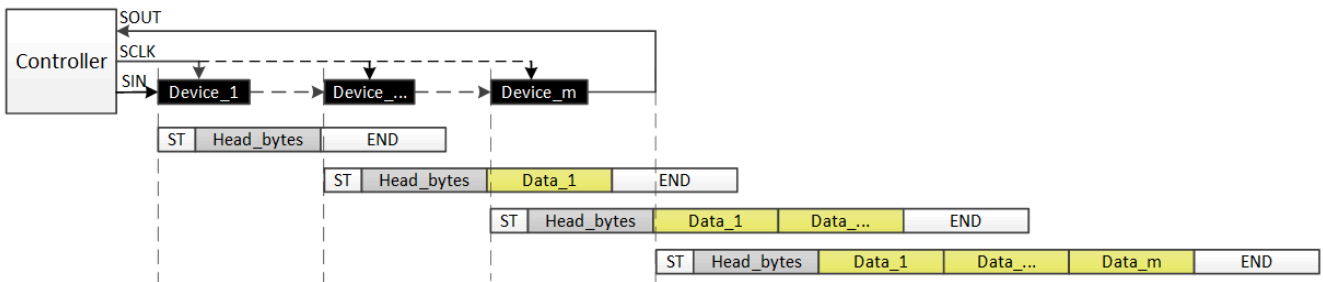 SOUT
Controller
SCLK
SIN
Device_1
Device_...
Device_m
ST Head_bytes END
ST Head_bytes Data_1 END
ST Head_bytes Data_1 Data_... END
ST Head_bytes Data_1 Data_... Data_m END